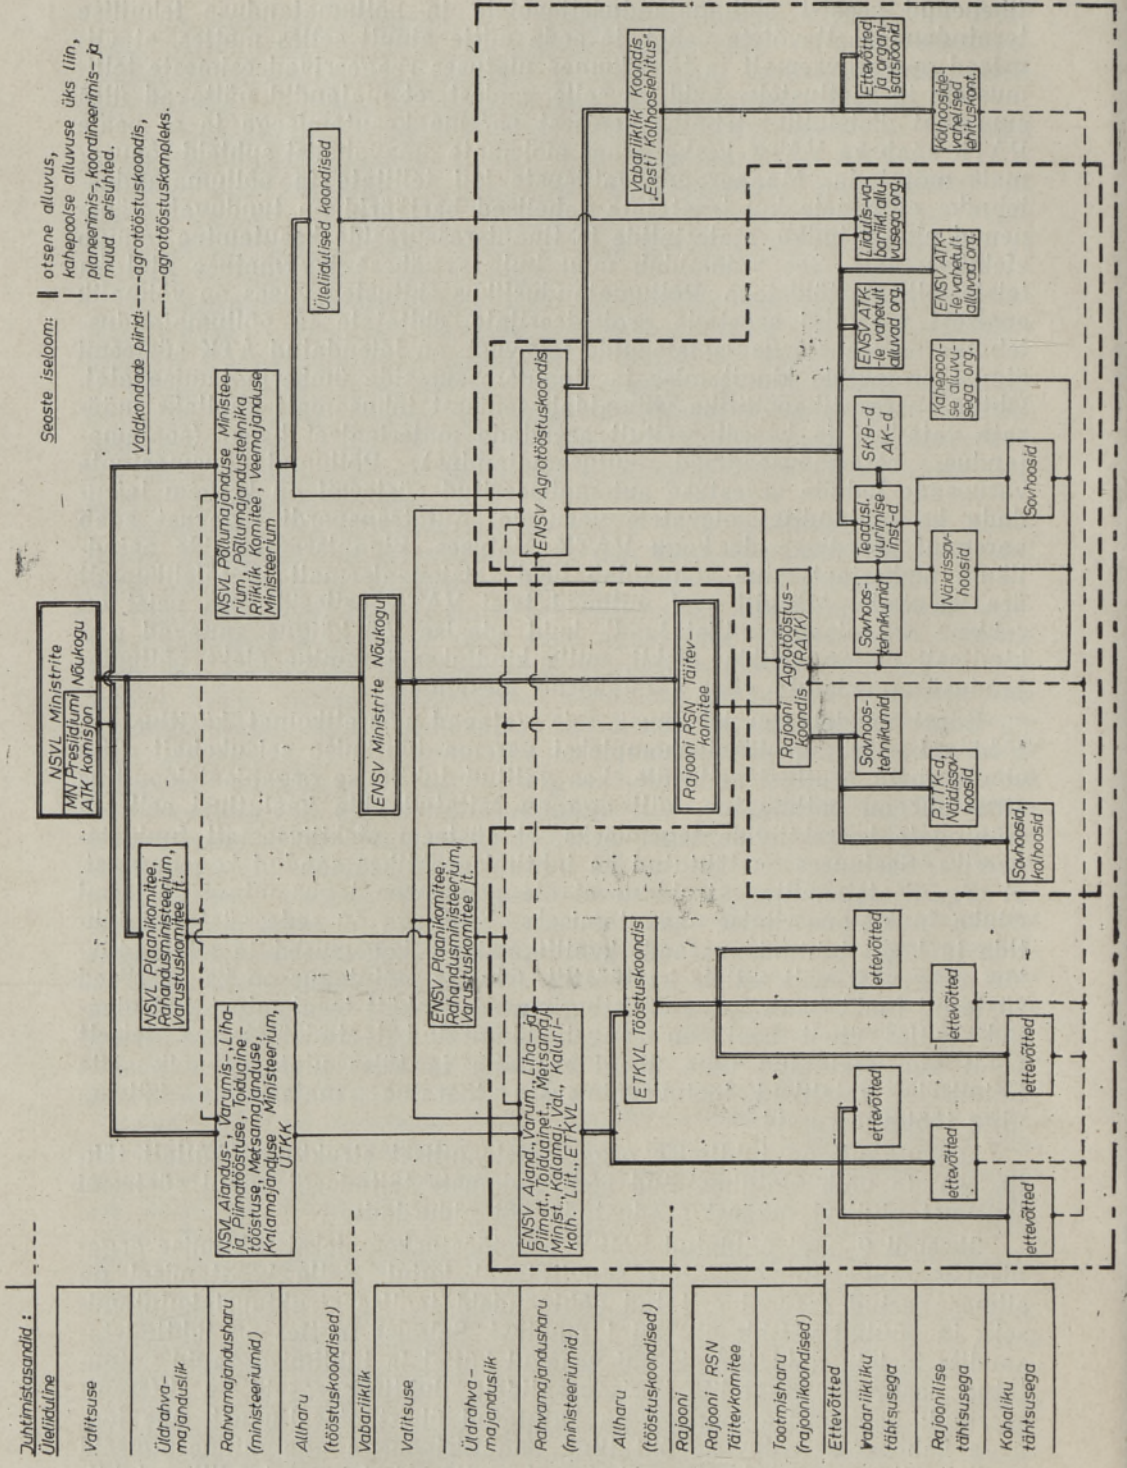 Juhtimistasandid :
Üleliiduline
Valitsuse
Üldrahva-
majanduslik
Rahvamajandusharu
(ministeeriumid)
Allharu
(tööstuskoondised)
Vabariiklik
Valitsuse
Üldrahva-
majanduslik
Rahvamajandusharu
(ministeeriumid)
Allharu
(tööstuskoondised)
Rajooni
Rajooni RSN
Täitevkomitee
Tootmisharu
(rajoonikoondised)
Ettevõtted
Vabariikliku
tähtsusega
Rajoonilise
tähtsusega
Kohaliku
tähtsusega
Seoste iseloom:
otsene alluvus,
kahepoolse alluvuse üks liin,
planeerimis-, koordineerimis- ja
muud erisuhted.
Valdkondade piirid:
agrotööstuskoondis,
agrotööstuskompleks.
NSVL Ministrite
MN Presiidiumi Nõukogu
ATK komisjon
NSVL Plaanikomitee,
Rahandusministeerium,
Varustuskomitee jt.
NSVL Aiandus-, Varumis-, Liha-
ja Piimatööstuse, Toiduaine-
tööstuse, Metsamajanduse,
Kalamajanduse Ministeerium,
ÜTKK
NSVL Põllumajanduse Ministee-
rium, Põllumajandustehnika
Riiklik Komitee, Veemajanduse
Ministeerium
Üleliidulised koondised
ENSV Ministrite Nõukogu
ENSV Plaanikomitee,
Rahandusministeerium,
Varustuskomitee jt.
ENSV Aiand., Varum., Liha- ja
Piimat., Toiduainet., Metsamaj.
Minist., Kalamaj. Val., Kaluri-
kolh. Liit., ETKVL
ENSV Agrotööstuskoondis
ETKVL Tööstuskoondis
Vabariiklik Koondis
„Eesti Kolhoosiehitus"
Rajooni RSN Täitev-
komitee
Rajooni Agrotööstus-
koondis (RATK)
ettevõtted
ettevõtted
ettevõtted
ettevõtted
ettevõtted
ettevõtted
Sovhoos-
tehnikumid
PTTK-d,
Näidissov-
hoosid
Sovhoosid,
kolhoosid
Sovhoos-
tehnikumid
Teadusl.
uurimise
inst-d
SKB-d
AK-d
ENSV ATK-
-le vahetult
alluvad org.
Liidulis-va-
bariikl. allu-
vusega org.
Ettevõtted
ja organi-
satsioonid
Näidissov-
hoosid
Sovhoosid
Kahepool-
se alluvu-
sega org.
ENSV ATK-
-le vahetult
alluvad org.
Kolhooside-
vahelised
ehituskont.